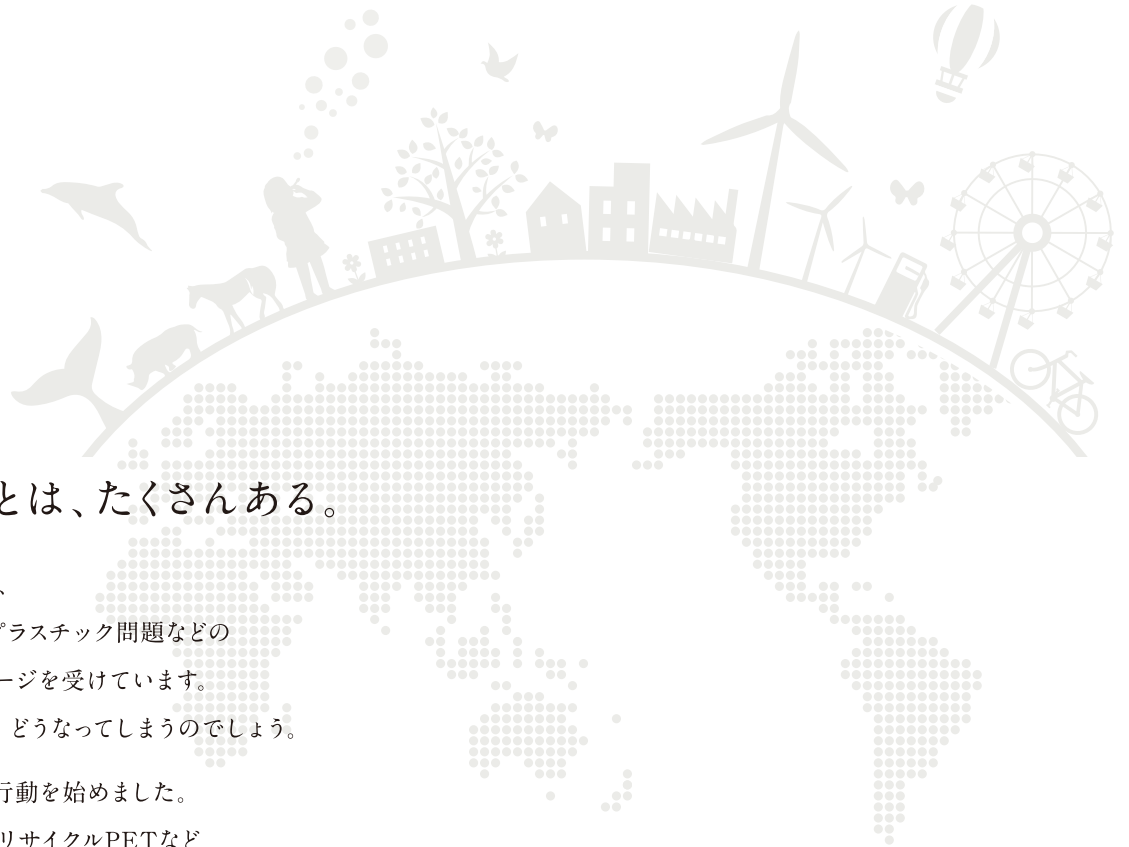 とは、たくさんある。
、
プラスチック問題などの
ージを受けています。
どうなってしまうのでしょう。
行動を始めました。
リサイクルPETなど